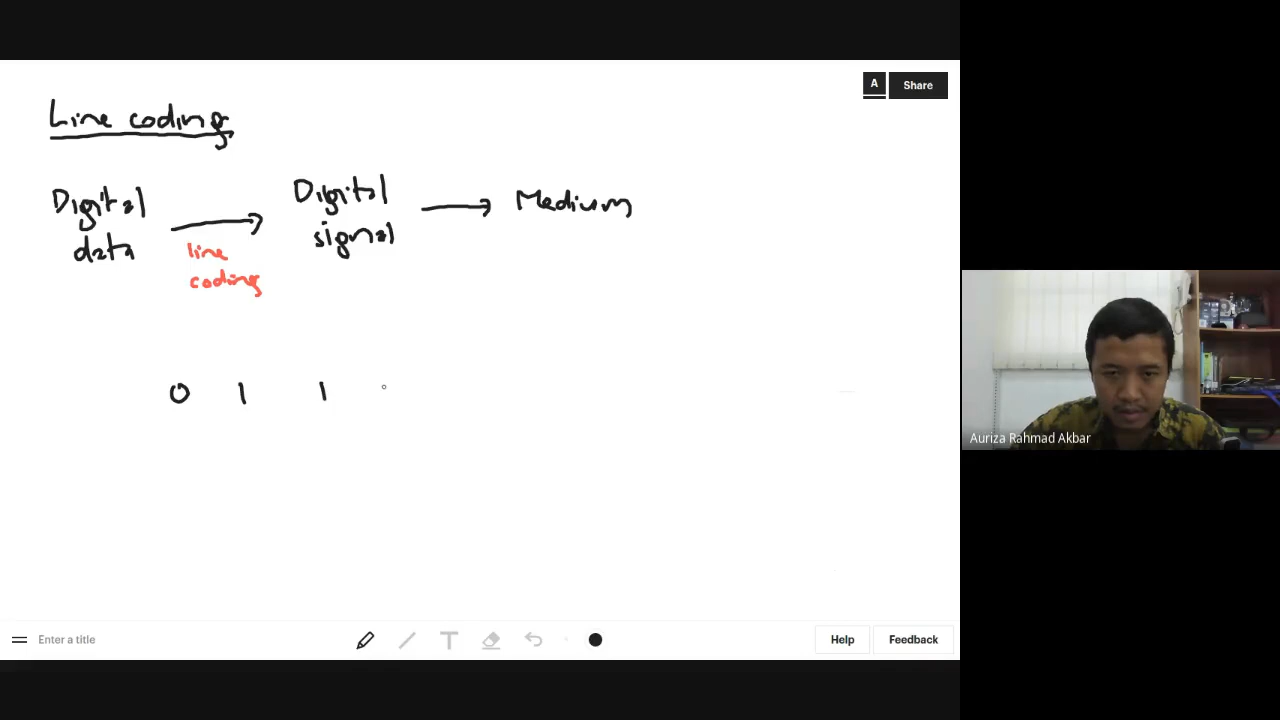 A Share
Line coding
Digital Digital Medium
data signal
line
coding
0 1 1
Auriza Rahmad Akbar
Enter a title T Help Feedback